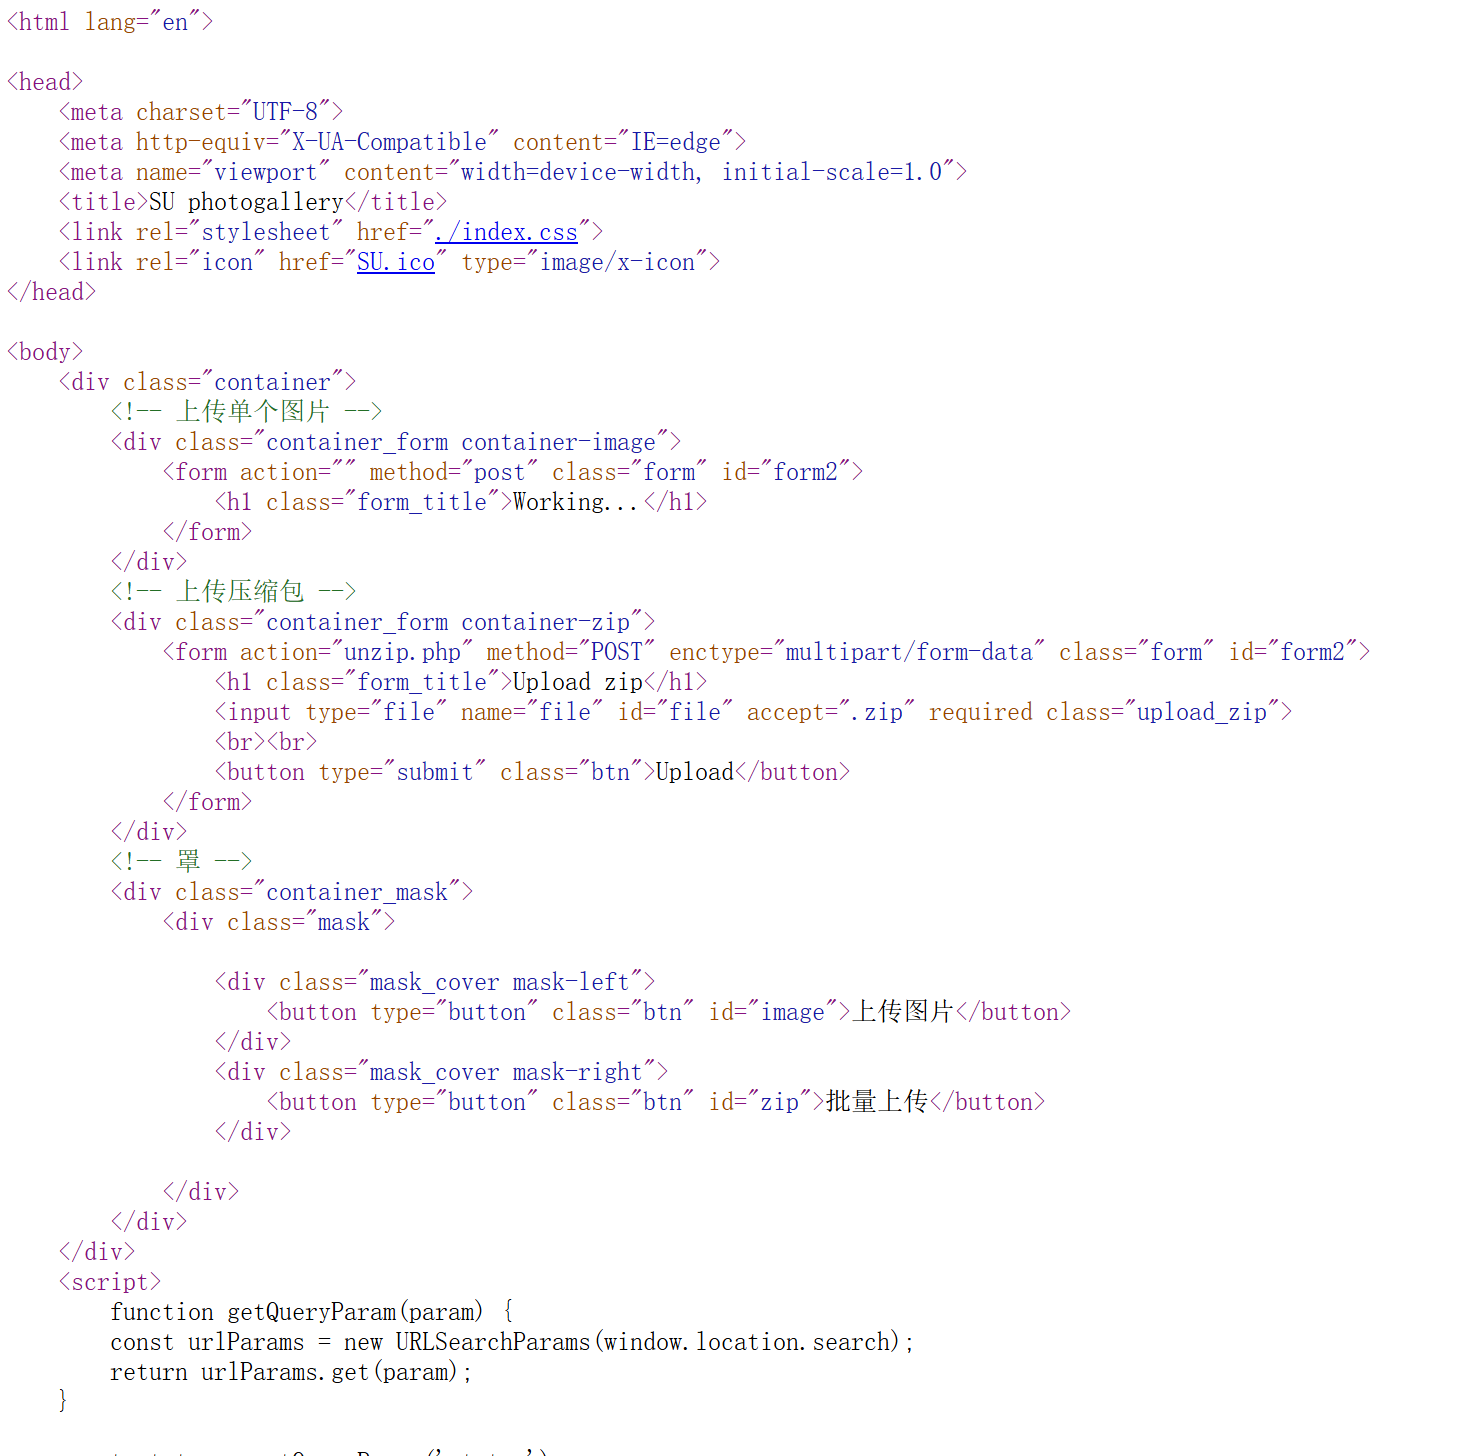 <html lang="en">
<head>
<meta charset="UTF-8">
<meta http-equiv="X-UA-Compatible" content="IE=edge">
<meta name="viewport" content="width=device-width, initial-scale=1.0">
<title>SU photogallery</title>
<link rel="stylesheet" href="./index.css">
<link rel="icon" href="SU.ico" type="image/x-icon">
</head>
<body>
<div class="container">
<!-- 上传单个图片 -->
<div class="container_form container-image">
<form action="" method="post" class="form" id="form2">
<h1 class="form_title">Working...</h1>
</form>
</div>
<!-- 上传压缩包 -->
<div class="container_form container-zip">
<form action="unzip.php" method="POST" enctype="multipart/form-data" class="form" id="form2">
<h1 class="form_title">Upload zip</h1>
<input type="file" name="file" id="file" accept=".zip" required class="upload_zip">
<br><br>
<button type="submit" class="btn">Upload</button>
</form>
</div>
<!-- 罩 -->
<div class="container_mask">
<div class="mask">
<div class="mask_cover mask-left">
<button type="button" class="btn" id="image">上传图片</button>
</div>
<div class="mask_cover mask-right">
<button type="button" class="btn" id="zip">批量上传</button>
</div>
</div>
</div>
</div>
<script>
function getQueryParam(param) {
const urlParams = new URLSearchParams(window.location.search);
return urlParams.get(param);
}